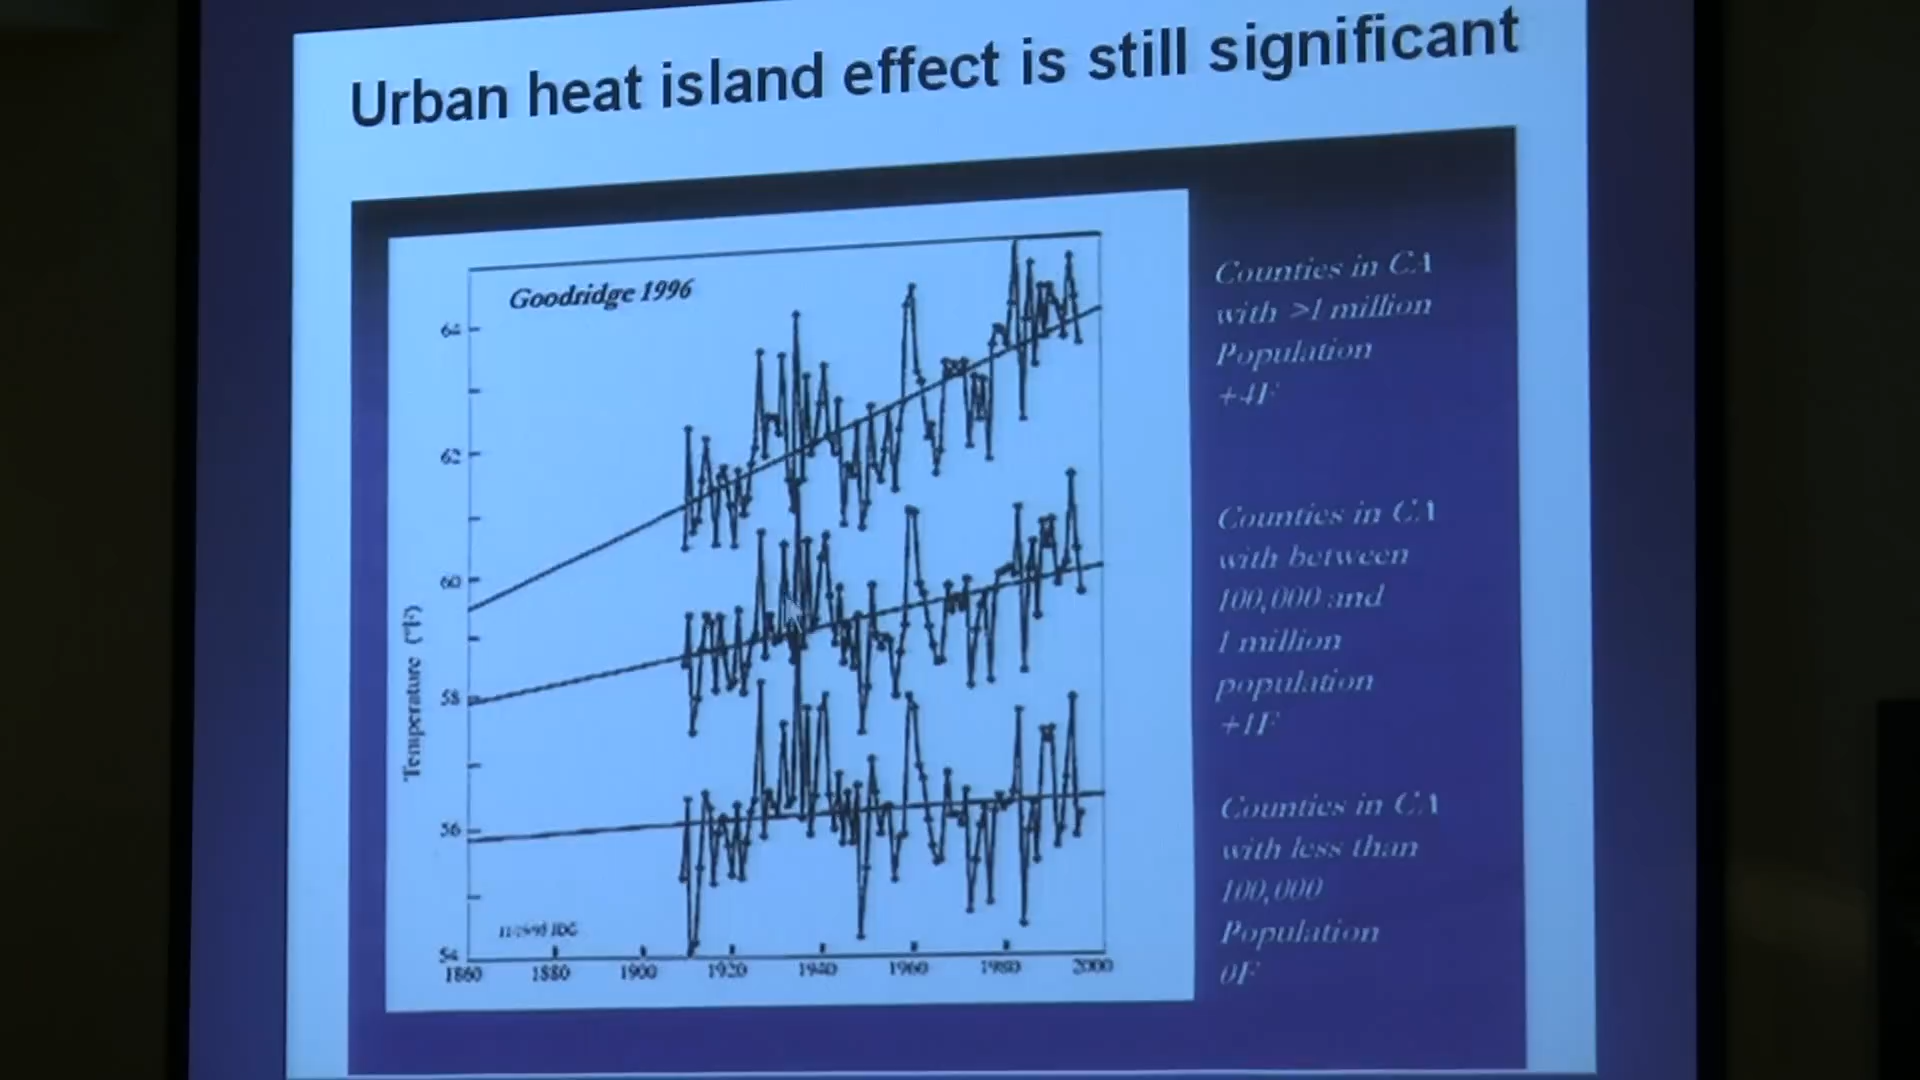 Urban heat island effect is still significant
Goodridge 1996
64
62
60
58
56
54
Temperature (°F)
1860 1880 1900 1920 1940 1960 1980 2000
Counties in CA
with >1 million
Population
+4F
Counties in CA
with between
100,000 and
1 million
population
+1F
Counties in CA
with less than
100,000
Population
0F